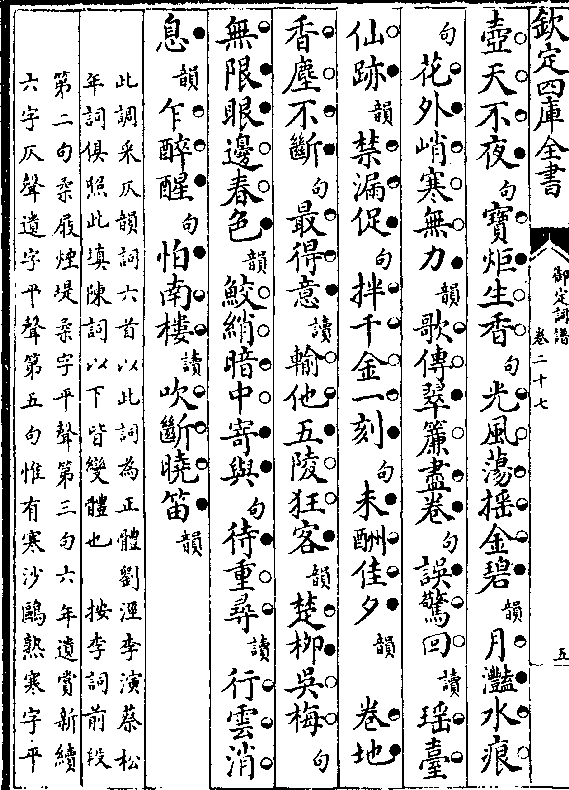 欽定四庫全書
御定詞譜
卷二十七
五
壺天不夜句寶炬生香句光風蕩搖金碧韻月灩水痕
句花外峭寒無力韻歌傳翠簾盡卷句誤驚回讀瑤臺
仙跡韻禁漏促句拌千金一刻句未酬佳夕韻　卷地
香塵不斷句最得意讀輸他五陵狂客韻楚柳吳梅句
無限眼邊春色韻鮫綃暗中寄與句待重尋讀行雲消
息韻乍醉醒句怕南樓讀吹斷曉笛韻
此調采仄韻詞六首以此詞為正體劉涇李演蔡松
年詞俱照此填陳詞以下皆變體也　按李詞前段
第二句桑屐煙堤桑字平聲第三句六年遺賞新續
六字仄聲遺字平聲第五句惟有寒沙鷗熟寒字平